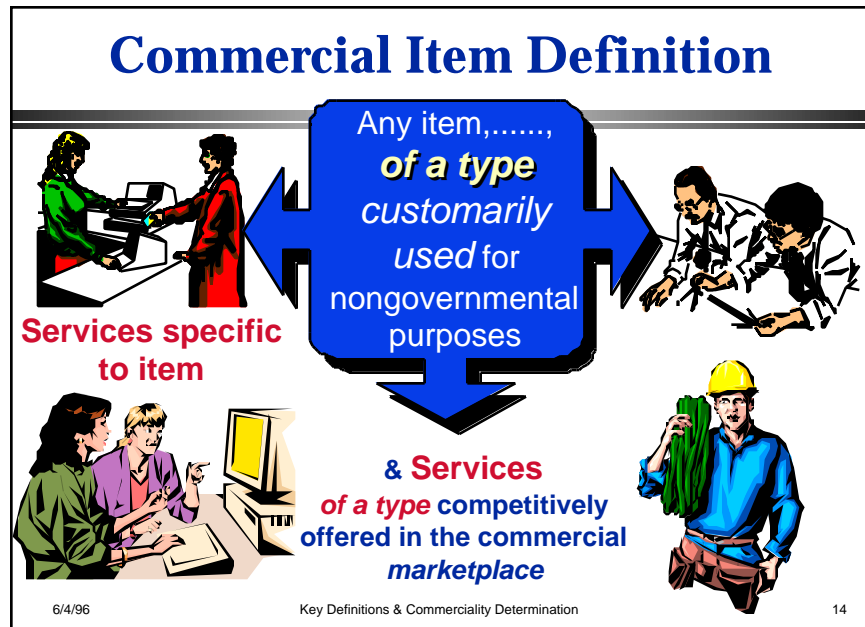 Commercial Item Definition
Any item,......,
of a type
customarily
used for
nongovernmental
purposes
Services specific
to item
& Services
of a type competitively
offered in the commercial
marketplace
6/4/96
Key Definitions & Commerciality Determination
14